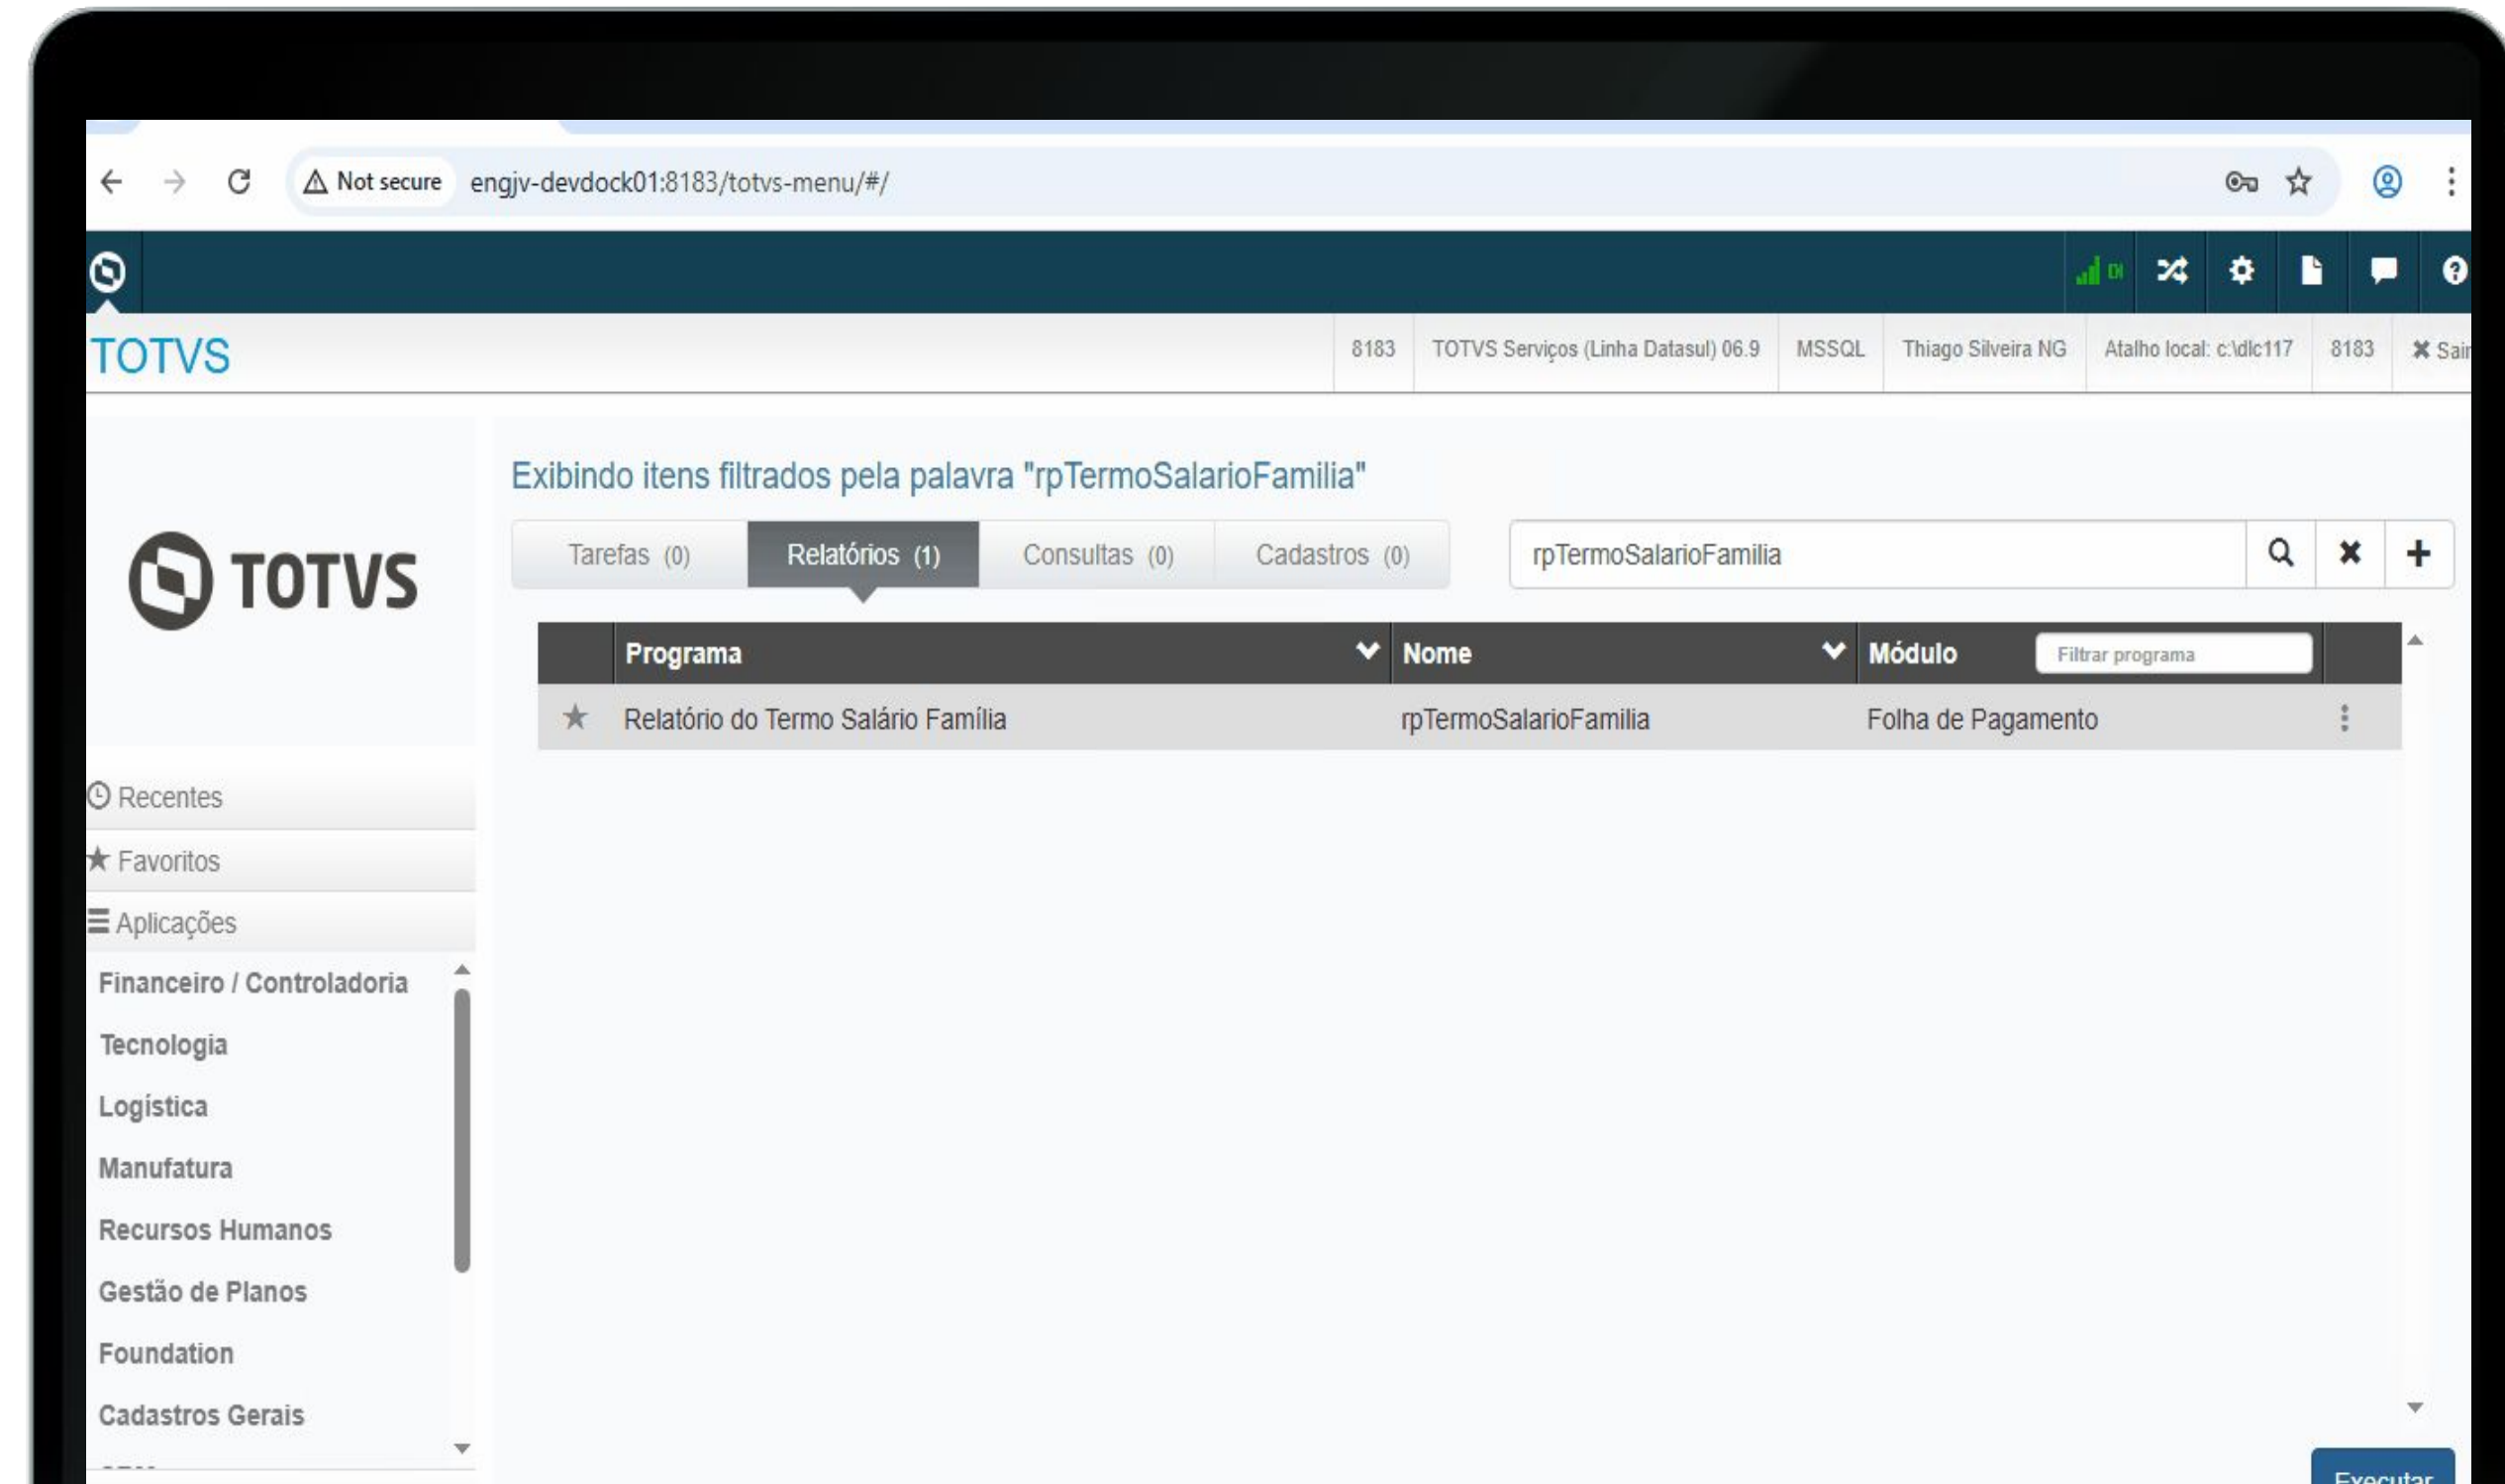 Not secure engjv-devdock01:8183/totvs-menu/#/
TOTVS 8183 TOTVS Serviços (Linha Datasul) 06.9 MSSQL Thiago Silveira NG Atalho local: c:\dlc117 8183 Sair
Exibindo itens filtrados pela palavra "rpTermoSalarioFamilia"
TOTVS
Tarefas (0) Relatórios (1) Consultas (0) Cadastros (0) rpTermoSalarioFamilia
Programa Nome Módulo Filtrar programa
Relatório do Termo Salário Família rpTermoSalarioFamilia Folha de Pagamento
Recentes
Favoritos
Aplicações
Financeiro / Controladoria
Tecnologia
Logística
Manufatura
Recursos Humanos
Gestão de Planos
Foundation
Cadastros Gerais
Executar